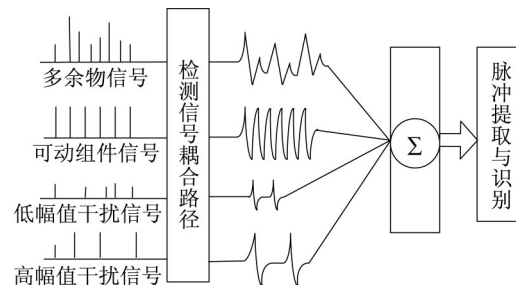 多余物信号
可动组件信号
低幅值干扰信号
高幅值干扰信号
检测信号耦合路径
Σ
脉冲提取与识别